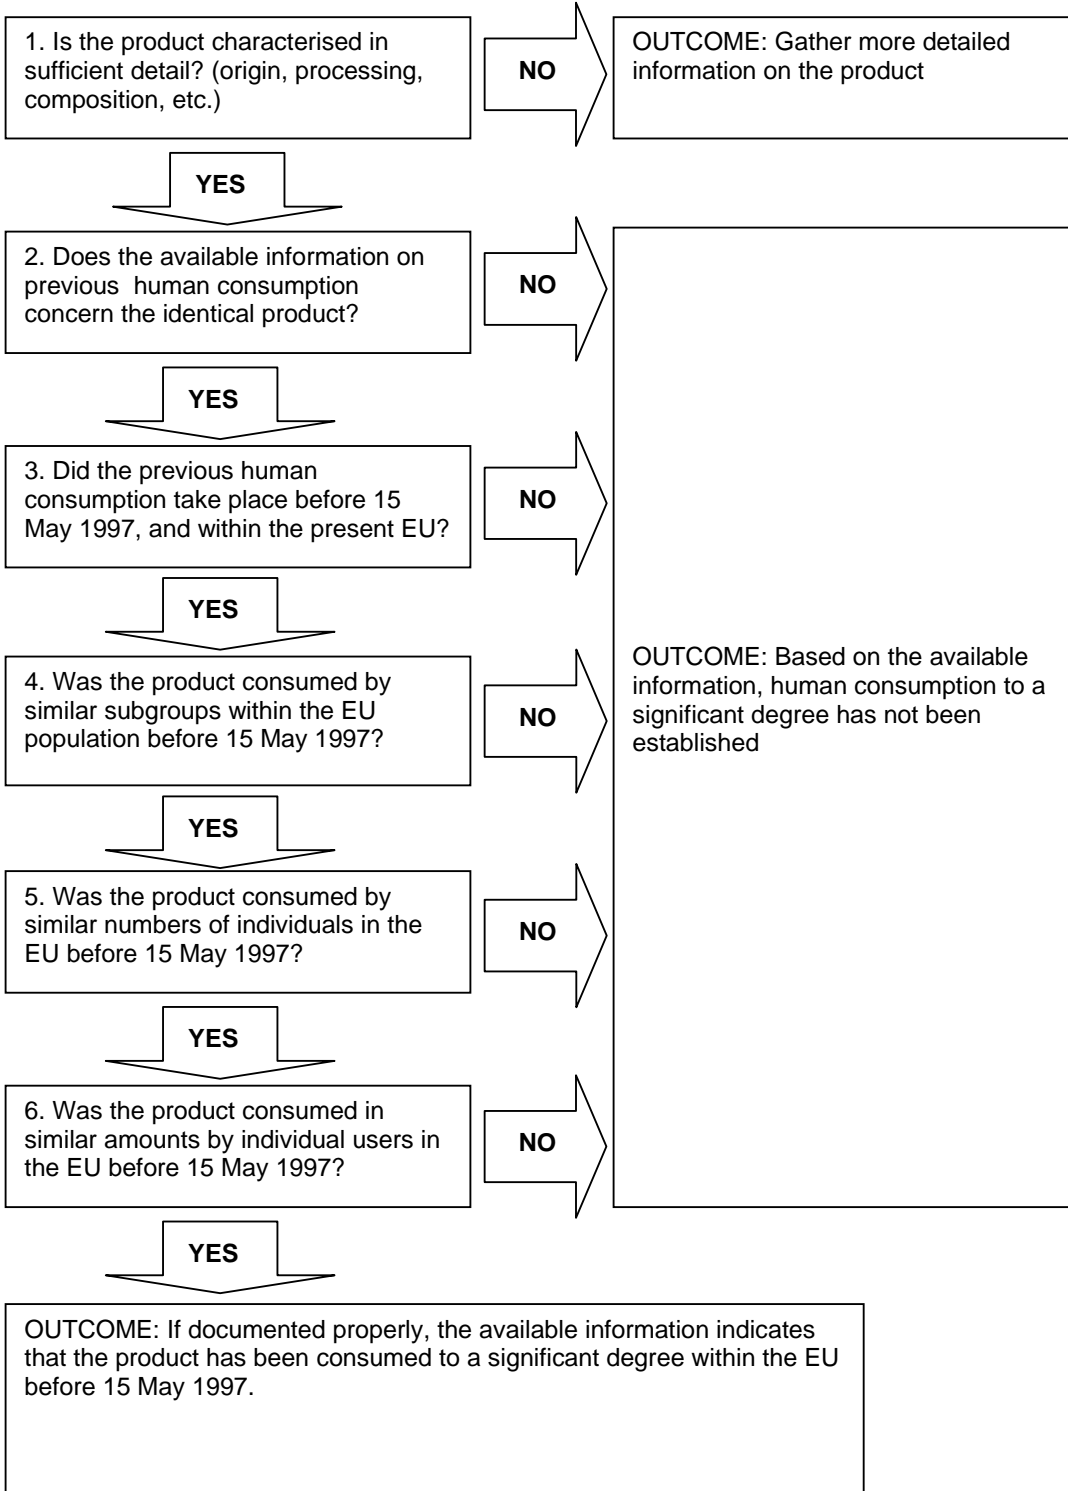 1. Is the product characterised in
sufficient detail? (origin, processing,
composition, etc.)
NO
OUTCOME: Gather more detailed
information on the product
YES
2. Does the available information on
previous  human consumption
concern the identical product?
NO
YES
3. Did the previous human
consumption take place before 15
May 1997, and within the present EU?
NO
YES
4. Was the product consumed by
similar subgroups within the EU
population before 15 May 1997?
NO
OUTCOME: Based on the available
information, human consumption to a
significant degree has not been
established
YES
5. Was the product consumed by
similar numbers of individuals in the
EU before 15 May 1997?
NO
YES
6. Was the product consumed in
similar amounts by individual users in
the EU before 15 May 1997?
NO
YES
OUTCOME: If documented properly, the available information indicates
that the product has been consumed to a significant degree within the EU
before 15 May 1997.